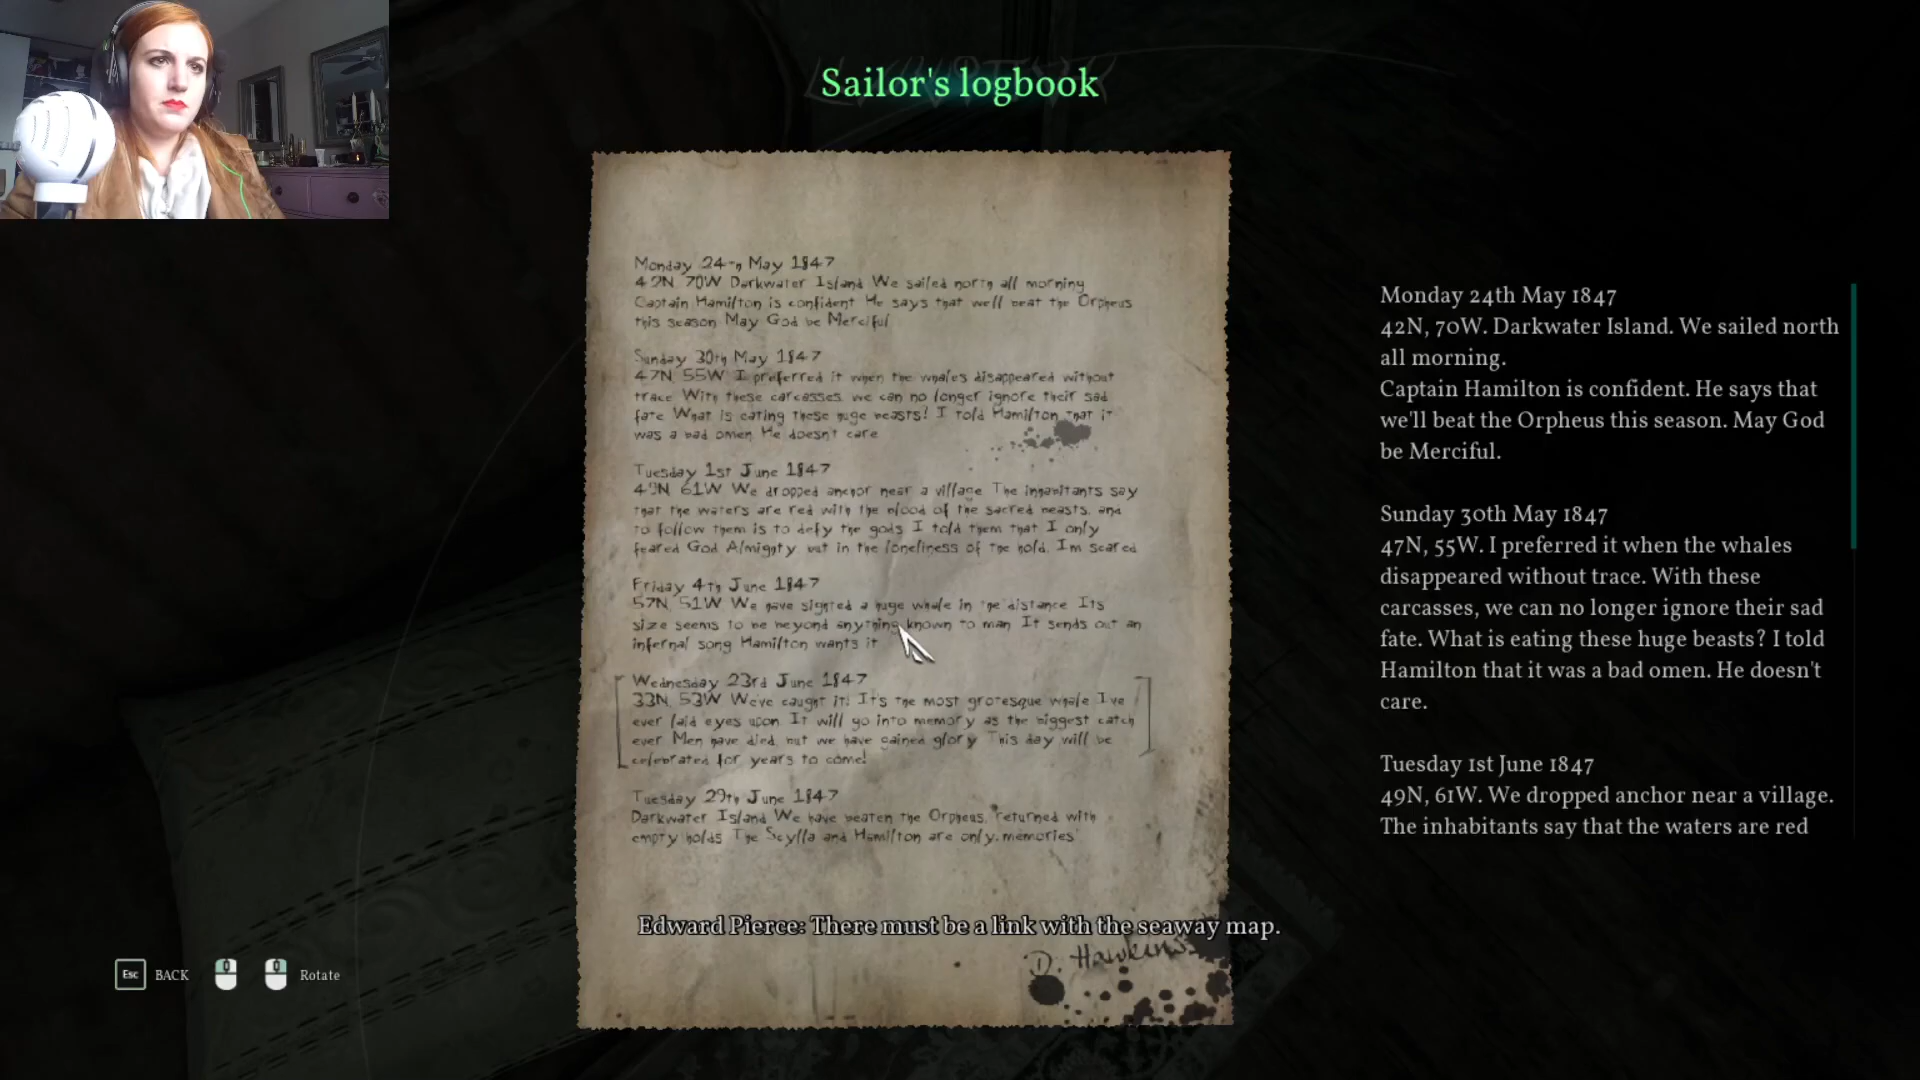 Sailor's logbook
Monday 24th May 1847
42N 70W Darkwater Island We sailed north all morning
Captain Hamilton is confident He says that we'll beat the Orpheus
this season May God be Merciful
Sunday 30th May 1847
47N 55W I preferred it when the whales disappeared without
trace With these carcasses we can no longer ignore their sad
fate What is eating these huge beasts! I told Hamilton that it
was a bad omen He doesn't care
Tuesday 1st June 1847
49N 61W We dropped anchor near a village The inhabitants say
that the waters are red with the blood of the sacred beasts, and
to follow them is to defy the gods I told them that I only
feared God Almighty but in the loneliness of the hold, I'm scared
Friday 4th June 1847
57N, 51W We have sighted a huge whale in the distance Its
size seems to be beyond anything known to man It sends out an
infernal song Hamilton wants it
Wednesday 23rd June 1847
33N, 53W We've caught it! It's the most grotesque whale I've
ever laid eyes upon It will go into memory as the biggest catch
ever Men have died, but we have gained glory This day will be
celebrated for years to come!
Tuesday 29th June 1847
Darkwater Island We have beaten the Orpheus, returned with
empty holds The Scylla and Hamilton are only memories
D. Hawkins
Edward Pierce: There must be a link with the seaway map.
Monday 24th May 1847
42N, 70W. Darkwater Island. We sailed north
all morning.
Captain Hamilton is confident. He says that
we'll beat the Orpheus this season. May God
be Merciful.
Sunday 30th May 1847
47N, 55W. I preferred it when the whales
disappeared without trace. With these
carcasses, we can no longer ignore their sad
fate. What is eating these huge beasts? I told
Hamilton that it was a bad omen. He doesn't
care.
Tuesday 1st June 1847
49N, 61W. We dropped anchor near a village.
The inhabitants say that the waters are red
Esc BACK
Rotate